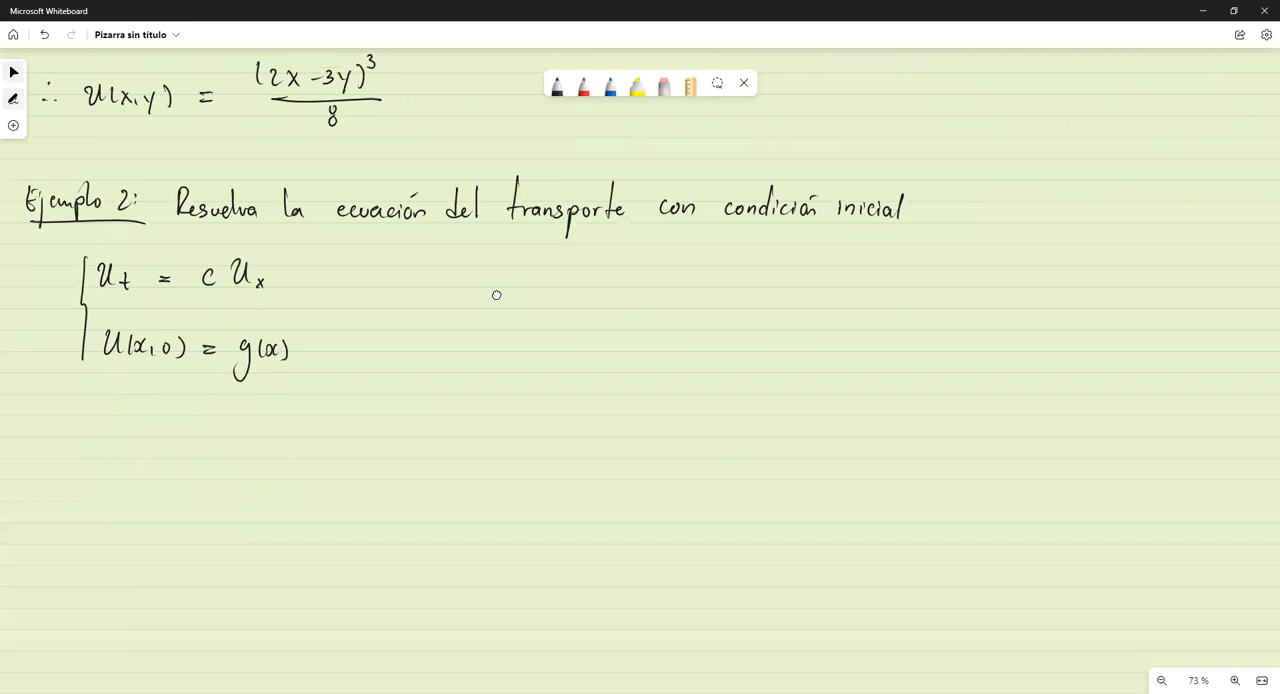 Microsoft Whiteboard
Pizarra sin título
∴ u(x,y) = (2x - 3y)^3 / 8
Ejemplo 2: Resuelva la ecuación del transporte con condición inicial
{ u_t = c u_x
u(x,0) = g(x)
73 %